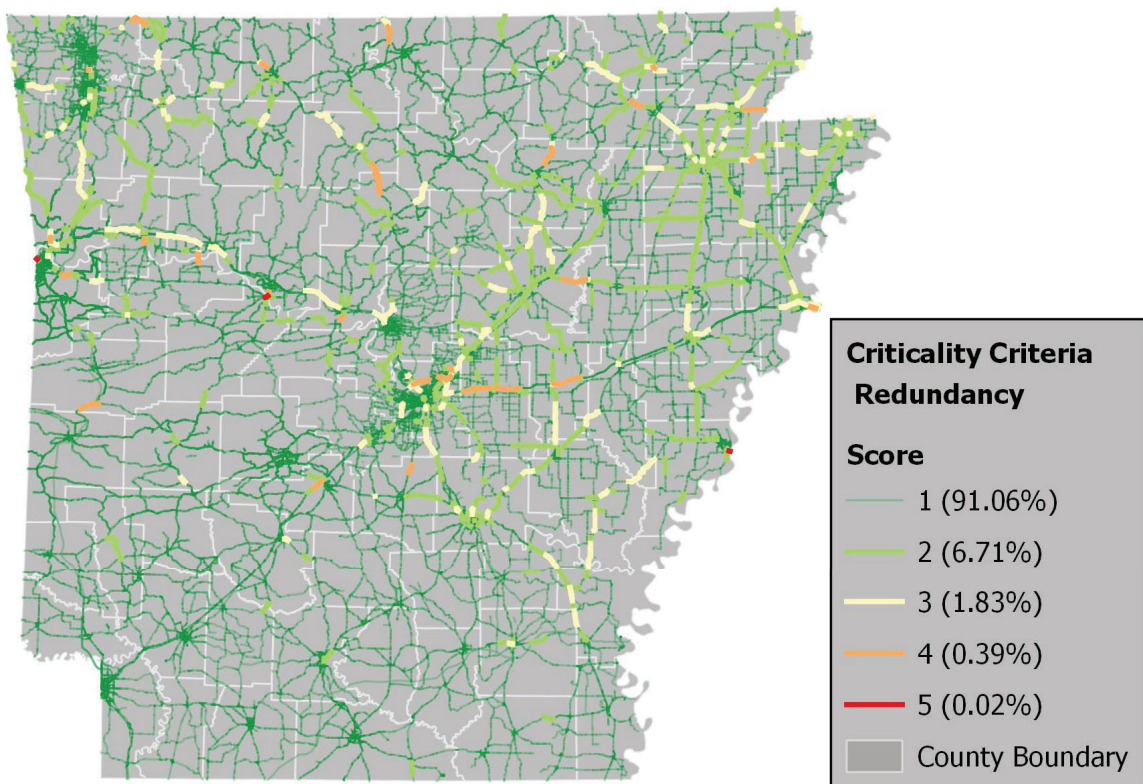 Criticality Criteria
Redundancy
Score
1 (91.06%)
2 (6.71%)
3 (1.83%)
4 (0.39%)
5 (0.02%)
County Boundary